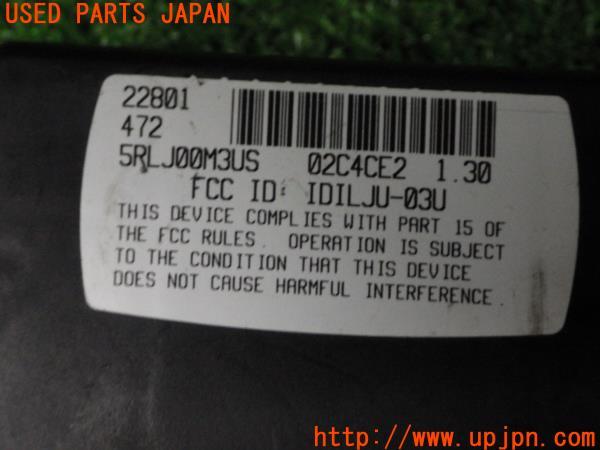 USED PARTS JAPAN
22801
472
5RLJ00M3US 02C4CE2 1.30
FCC ID: IDILJU-03U
THIS DEVICE COMPLIES WITH PART 15 OF
THE FCC RULES. OPERATION IS SUBJECT
TO THE CONDITION THAT THIS DEVICE
DOES NOT CAUSE HARMFUL INTERFERENCE.
UPJ
http://www.upjpn.com/